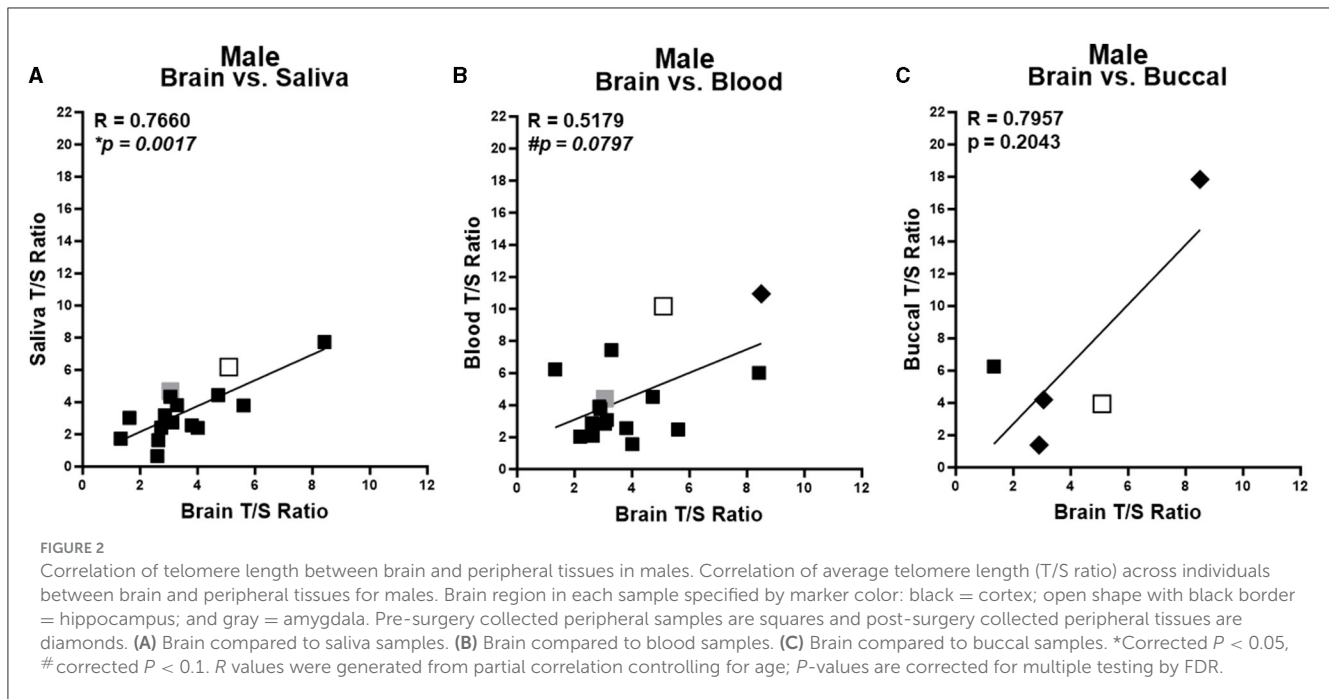 Male
Brain vs. Saliva
A
R = 0.7660
*p = 0.0017
22
20
18
16
14
12
10
8
6
4
2
0
Saliva T/S Ratio
0 2 4 6 8 10 12
Brain T/S Ratio
Male
Brain vs. Blood
B
R = 0.5179
#p = 0.0797
22
20
18
16
14
12
10
8
6
4
2
0
Blood T/S Ratio
0 2 4 6 8 10 12
Brain T/S Ratio
Male
Brain vs. Buccal
C
R = 0.7957
p = 0.2043
22
20
18
16
14
12
10
8
6
4
2
0
Buccal T/S Ratio
0 2 4 6 8 10 12
Brain T/S Ratio
FIGURE 2
Correlation of telomere length between brain and peripheral tissues in males. Correlation of average telomere length (T/S ratio) across individuals
between brain and peripheral tissues for males. Brain region in each sample specified by marker color: black = cortex; open shape with black border
= hippocampus; and gray = amygdala. Pre-surgery collected peripheral samples are squares and post-surgery collected peripheral tissues are
diamonds. (A) Brain compared to saliva samples. (B) Brain compared to blood samples. (C) Brain compared to buccal samples. *Corrected P < 0.05,
#corrected P < 0.1. R values were generated from partial correlation controlling for age; P-values are corrected for multiple testing by FDR.